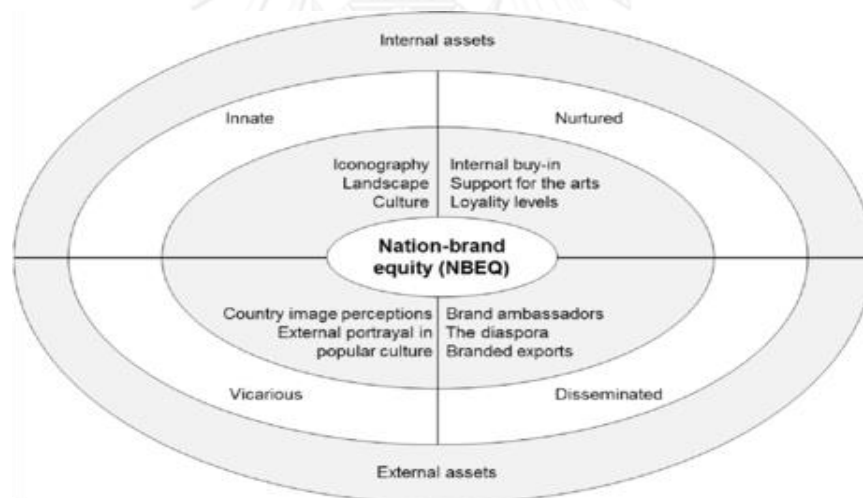 Internal assets
Innate
Nurtured
Iconography
Landscape
Culture
Internal buy-in
Support for the arts
Loyality levels
Nation-brand
equity (NBEQ)
Country image perceptions
External portrayal in
popular culture
Brand ambassadors
The diaspora
Branded exports
Vicarious
Disseminated
External assets